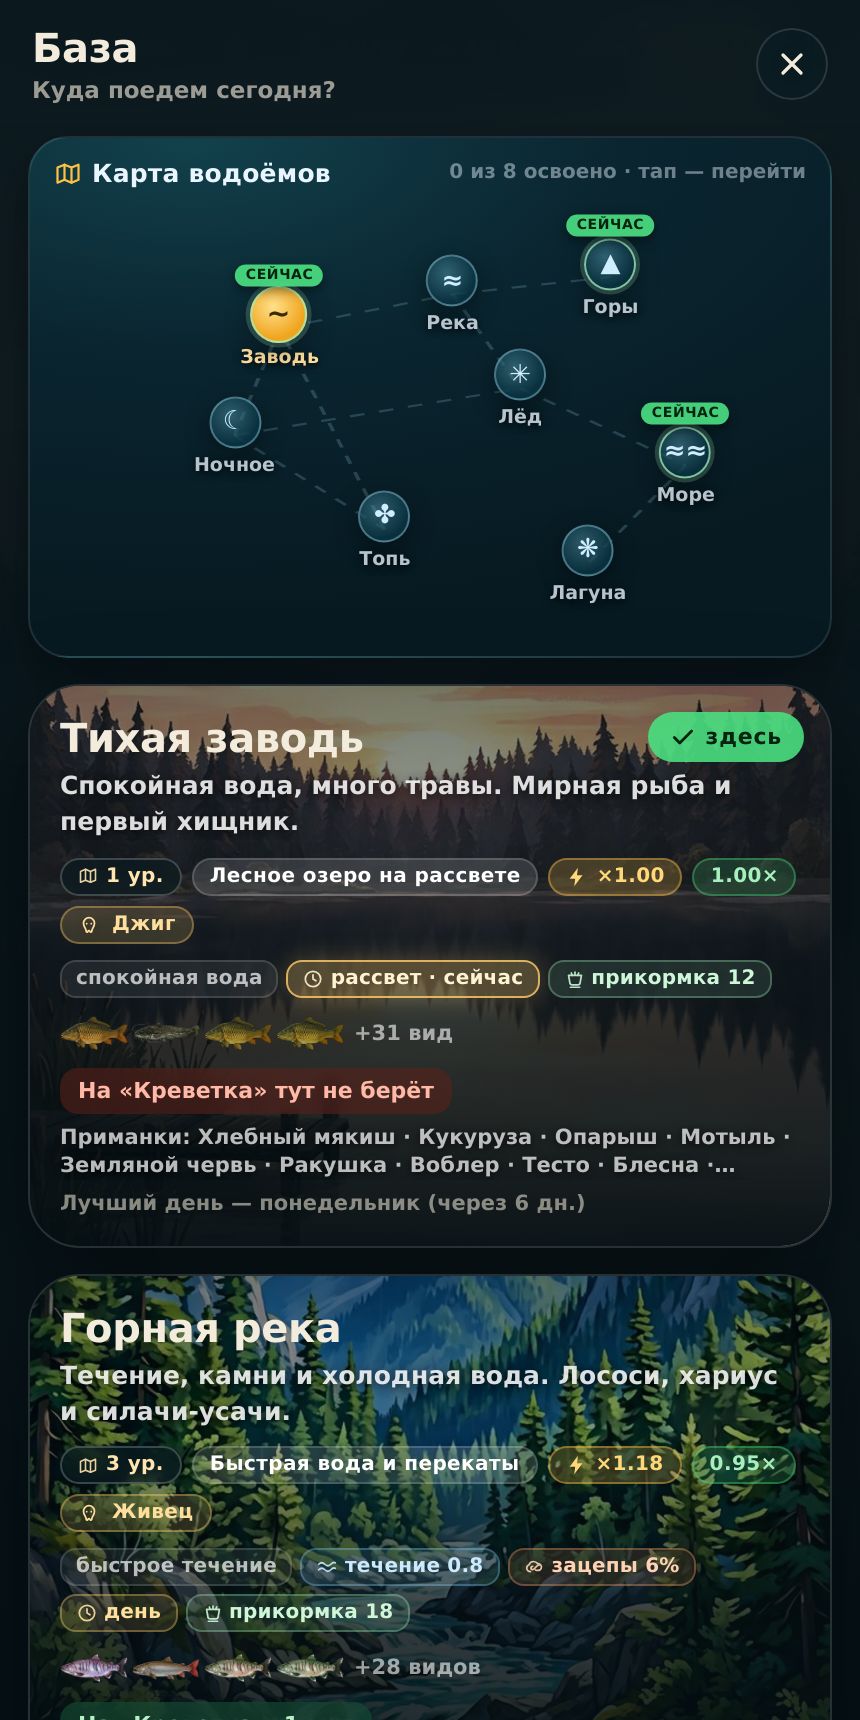 База
Куда поедем сегодня?
Карта водоёмов
0 из 8 освоено · тап — перейти
СЕЙЧАС
Горы
Река
СЕЙЧАС
Заводь
Лёд
СЕЙЧАС
Море
Ночное
Топь
Лагуна
Тихая заводь
здесь
Спокойная вода, много травы. Мирная рыба и
первый хищник.
1 ур.
Лесное озеро на рассвете
×1.00
1.00×
Джиг
спокойная вода
рассвет · сейчас
прикормка 12
+31 вид
На «Креветка» тут не берёт
Приманки: Хлебный мякиш · Кукуруза · Опарыш · Мотыль ·
Земляной червь · Ракушка · Воблер · Тесто · Блесна ·…
Лучший день — понедельник (через 6 дн.)
Горная река
Течение, камни и холодная вода. Лососи, хариус
и силачи-усачи.
3 ур.
Быстрая вода и перекаты
×1.18
0.95×
Живец
быстрое течение
течение 0.8
зацепы 6%
день
прикормка 18
+28 видов